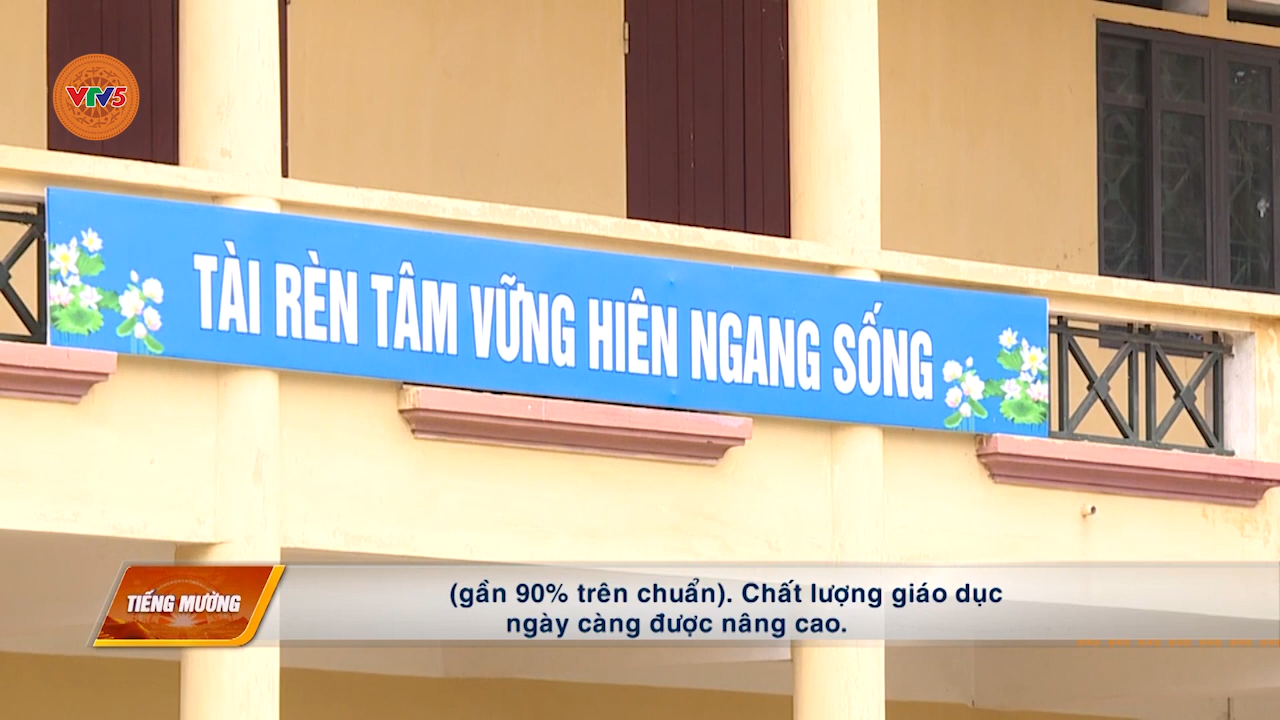 VTV5
TÀI RÈN TÂM VỮNG HIÊN NGANG SỐNG
TIẾNG MƯỜNG
(gần 90% trên chuẩn). Chất lượng giáo dục
ngày càng được nâng cao.